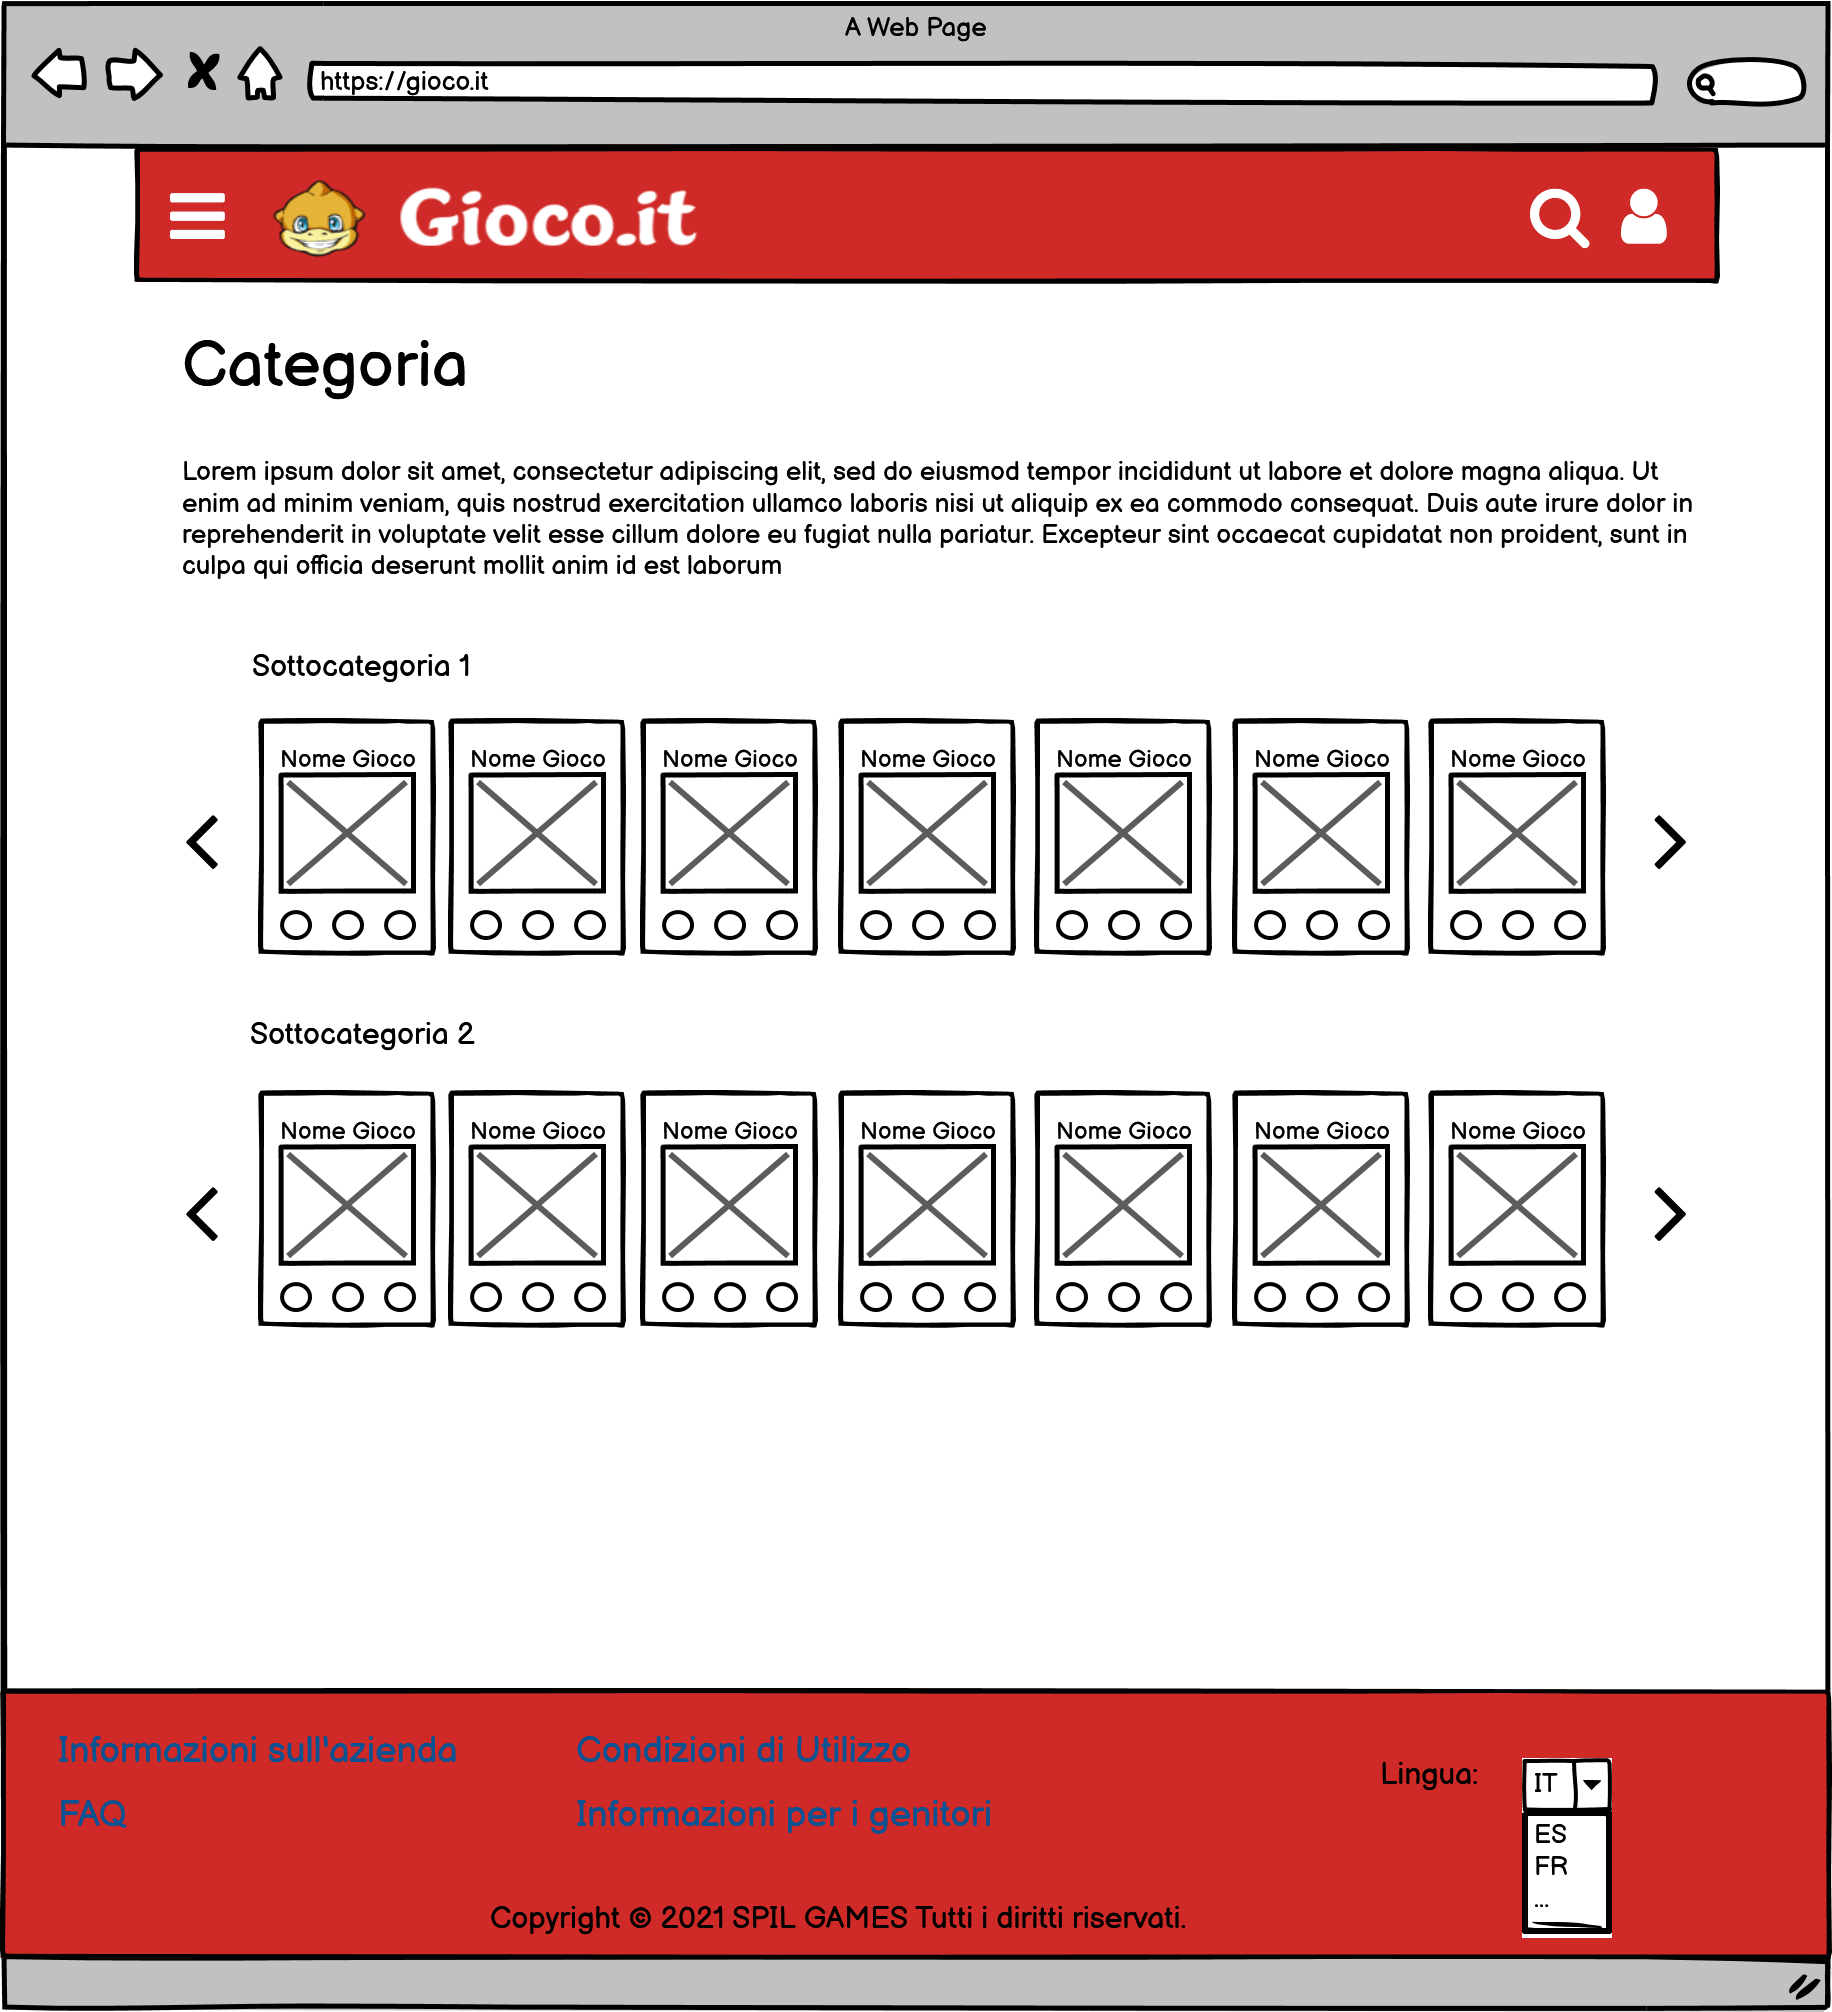 A Web Page
https://gioco.it
Gioco.it
Categoria
Lorem ipsum dolor sit amet, consectetur adipiscing elit, sed do eiusmod tempor incididunt ut labore et dolore magna aliqua. Ut
enim ad minim veniam, quis nostrud exercitation ullamco laboris nisi ut aliquip ex ea commodo consequat. Duis aute irure dolor in
reprehenderit in voluptate velit esse cillum dolore eu fugiat nulla pariatur. Excepteur sint occaecat cupidatat non proident, sunt in
culpa qui officia deserunt mollit anim id est laborum
Sottocategoria 1
Nome Gioco Nome Gioco Nome Gioco Nome Gioco Nome Gioco Nome Gioco Nome Gioco
Sottocategoria 2
Nome Gioco Nome Gioco Nome Gioco Nome Gioco Nome Gioco Nome Gioco Nome Gioco
Informazioni sull'azienda Condizioni di Utilizzo
Lingua: IT
FAQ Informazioni per i genitori
ES
FR
...
Copyright © 2021 SPIL GAMES Tutti i diritti riservati.